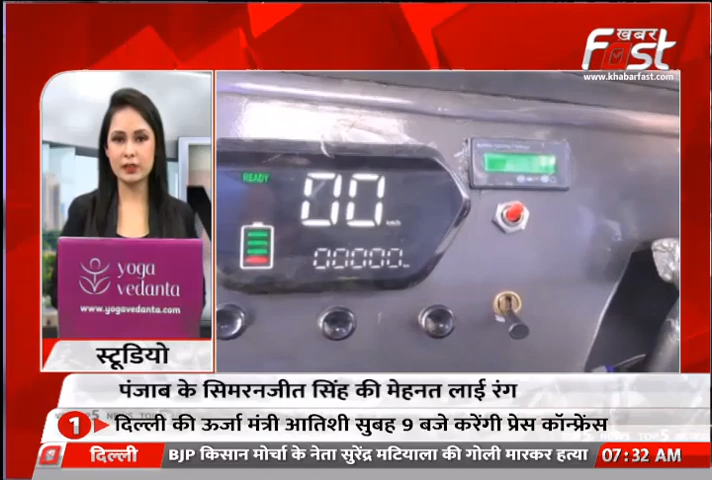 खबर
Fast
www.khabarfast.com
READY
00
km/h
00000
yoga
vedanta
www.yogavedanta.com
स्टूडियो
पंजाब के सिमरनजीत सिंह की मेहनत लाई रंग
1 दिल्ली की ऊर्जा मंत्री आतिशी सुबह 9 बजे करेंगी प्रेस कॉन्फ्रेंस
दिल्ली BJP किसान मोर्चा के नेता सुरेंद्र मटियाला की गोली मारकर हत्या 07:32 AM